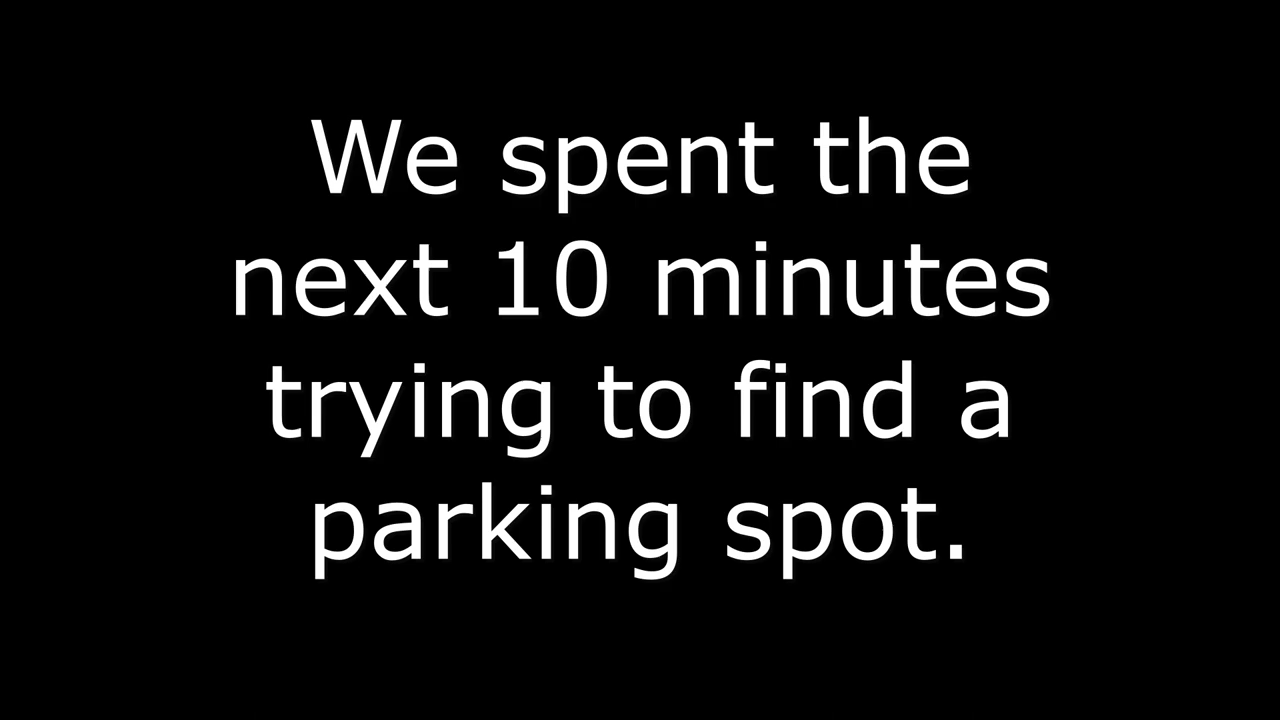 We spent the
next 10 minutes
trying to find a
parking spot.